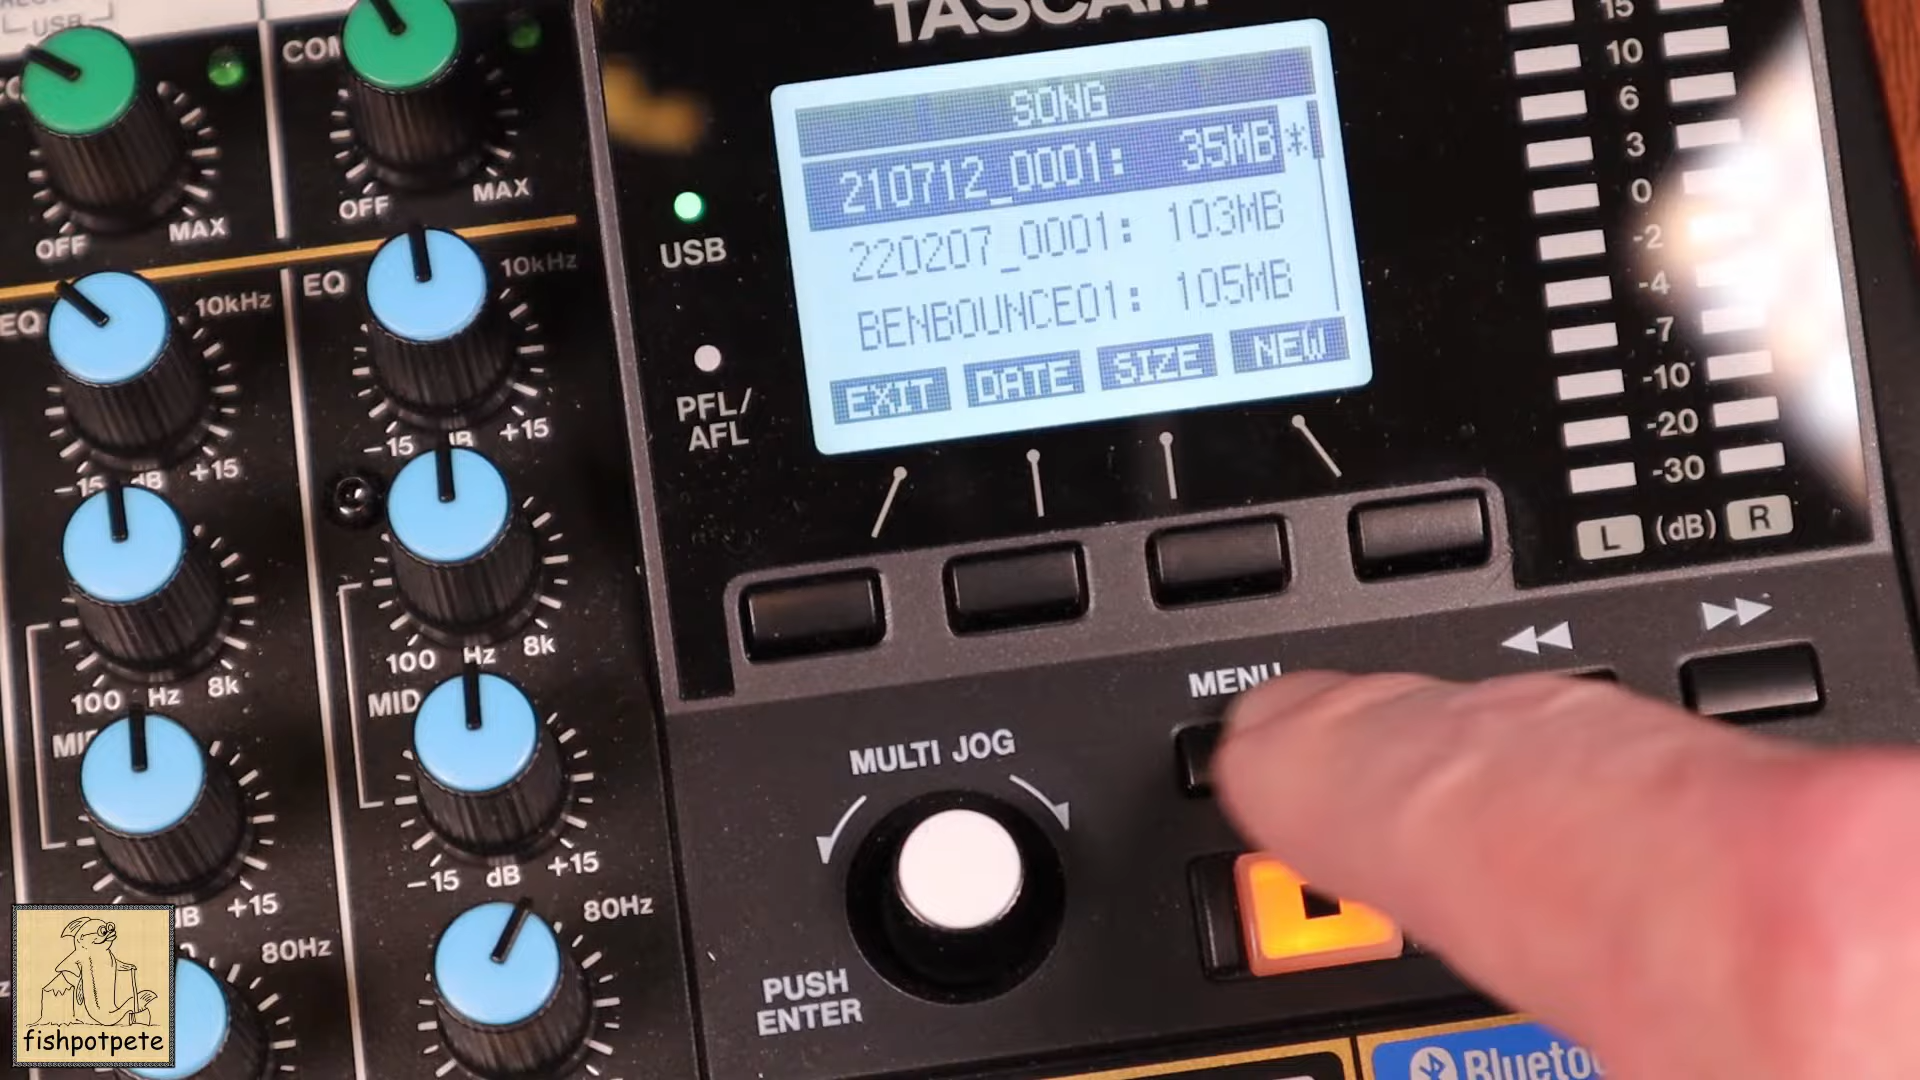 TASCAM
SONG
210712_0001: 35MB*
220207_0001: 103MB
BENBOUNCE01: 105MB
EXIT DATE SIZE NEW
USB
PFL/
AFL
USB
OFF MAX
OFF MAX
EQ 10kHz
EQ 10kHz
-15 dB +15
-15 dB +15
100 Hz 8k
100 Hz 8k
MID
-15 dB +15
+15
80Hz
80Hz
15
10
6
3
0
-2
-4
-7
-10
-20
-30
L (dB) R
MENU
MULTI JOG
PUSH
ENTER
fishpotpete